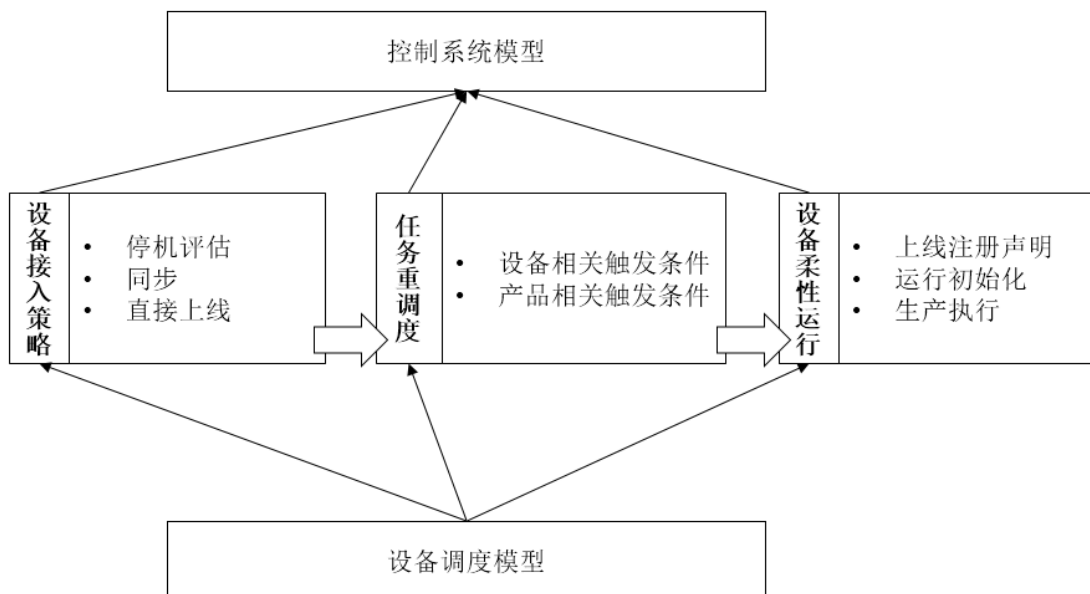 控制系统模型
设备接入策略
• 停机评估
• 同步
• 直接上线
任务重调度
• 设备相关触发条件
• 产品相关触发条件
设备柔性运行
• 上线注册声明
• 运行初始化
• 生产执行
设备调度模型